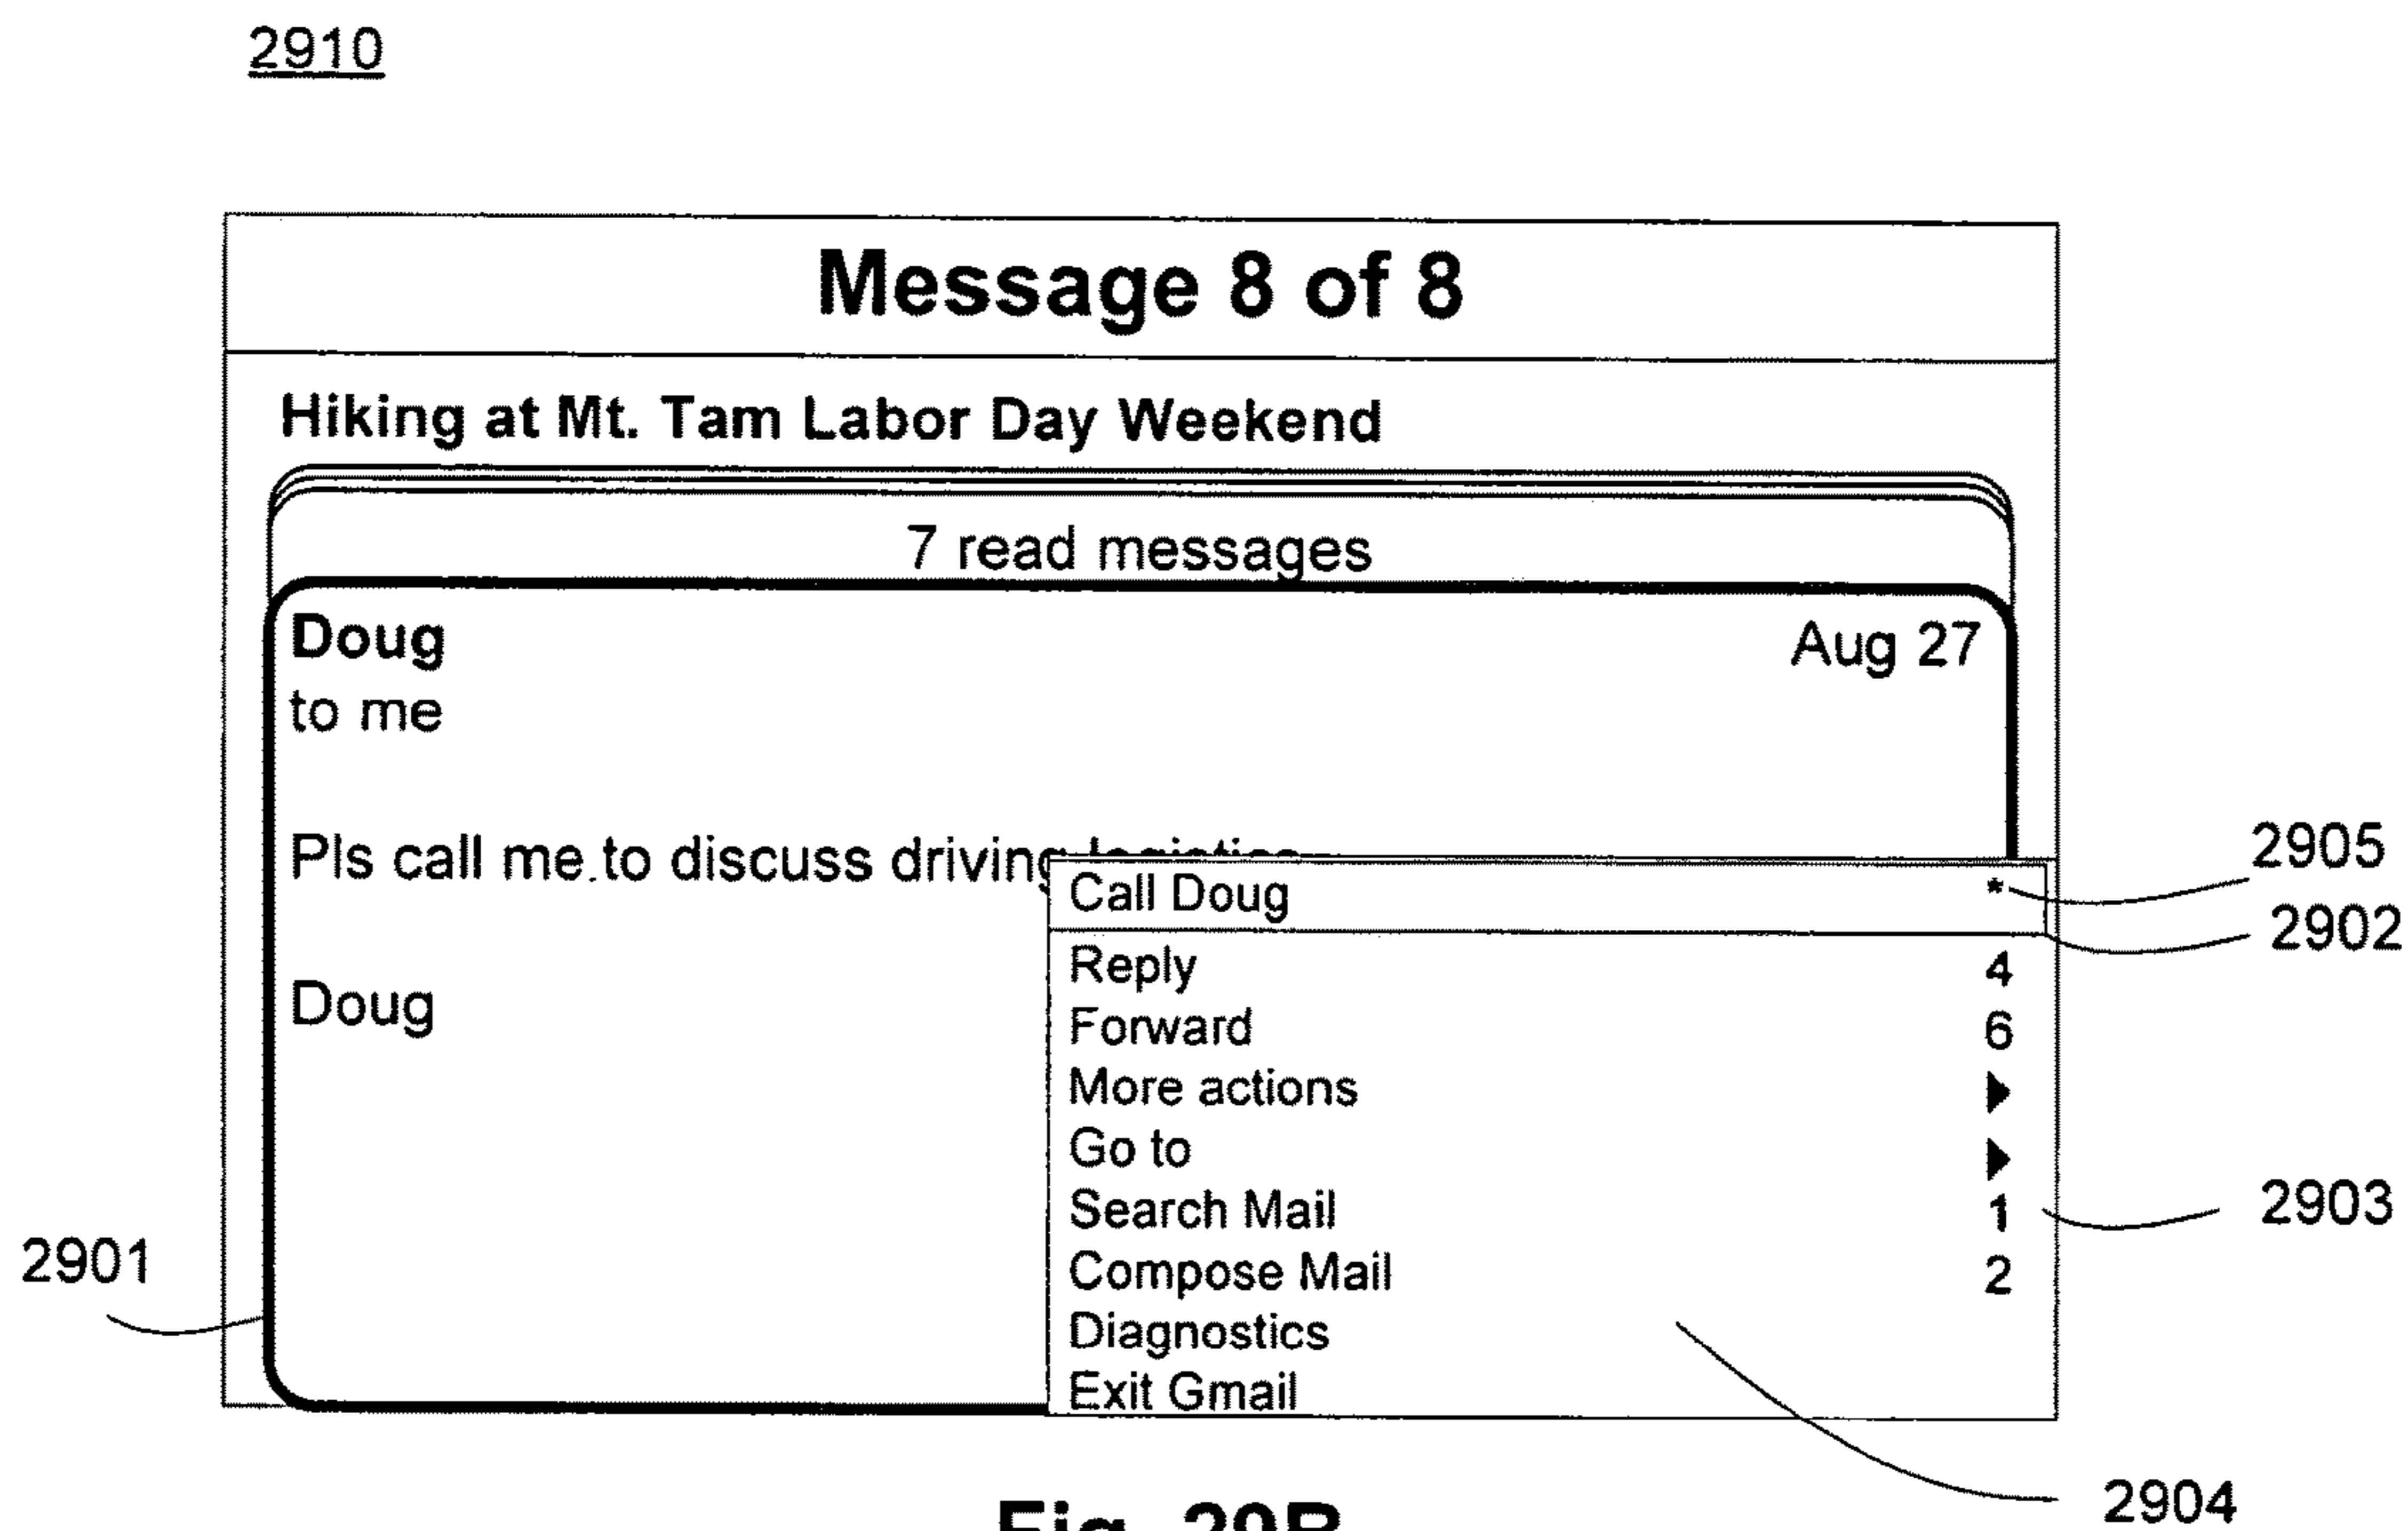 2910
Message 8 of 8
Hiking at Mt. Tam Labor Day Weekend
7 read messages
Doug Aug 27
to me
Pls call me to discuss driving
Doug
Call Doug *
Reply 4
Forward 6
More actions ▶
Go to ▶
Search Mail 1
Compose Mail 2
Diagnostics
Exit Gmail
2905
2902
2903
2901
2904
Fig. 29B